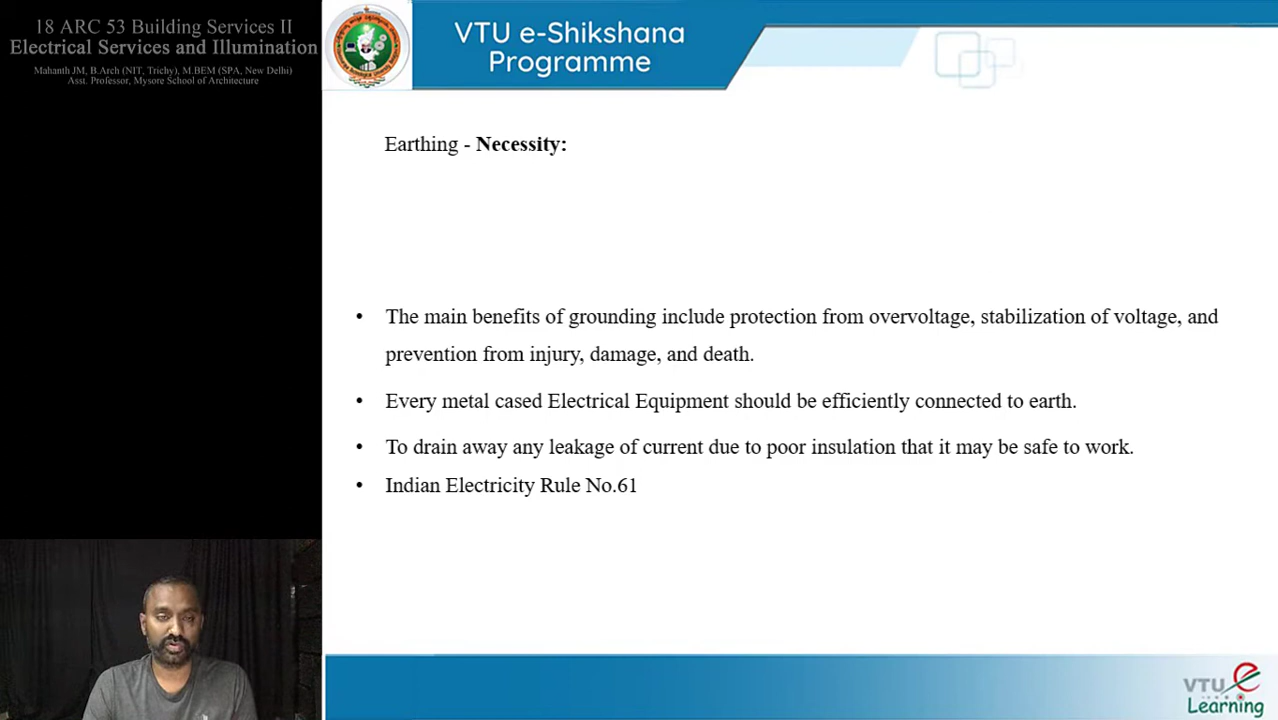 18 ARC 53 Building Services II
Electrical Services and Illumination
Mahanth JM, B.Arch (NIT, Trichy), M.BEM (SPA, New Delhi)
Asst. Professor, Mysore School of Architecture
VTU e-Shikshana
Programme
Earthing - Necessity:
• The main benefits of grounding include protection from overvoltage, stabilization of voltage, and
prevention from injury, damage, and death.
• Every metal cased Electrical Equipment should be efficiently connected to earth.
• To drain away any leakage of current due to poor insulation that it may be safe to work.
• Indian Electricity Rule No.61
VTU e
Learning